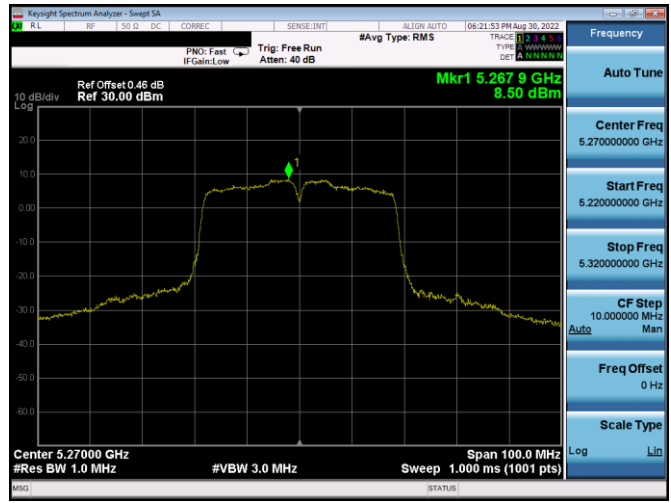 Keysight Spectrum Analyzer - Swept SA
RL RF 50 Ω DC CORREC SENSE:INT ALIGN AUTO 06:21:53 PM Aug 30, 2022
PNO: Fast
IFGain:Low
Trig: Free Run
Atten: 40 dB
#Avg Type: RMS
TRACE 1 2 3 4 5 6
TYPE A WWWWW
DET A N N N N N
Ref Offset 0.46 dB
10 dB/div Ref 30.00 dBm
Log
Mkr1 5.267 9 GHz
8.50 dBm
1
20.0
10.0
0.00
-10.0
-20.0
-30.0
-40.0
-50.0
-60.0
Center 5.27000 GHz Span 100.0 MHz
#Res BW 1.0 MHz #VBW 3.0 MHz Sweep 1.000 ms (1001 pts)
MSG STATUS
Frequency
Auto Tune
Center Freq
5.270000000 GHz
Start Freq
5.220000000 GHz
Stop Freq
5.320000000 GHz
CF Step
10.000000 MHz
Auto Man
Freq Offset
0 Hz
Scale Type
Log Lin